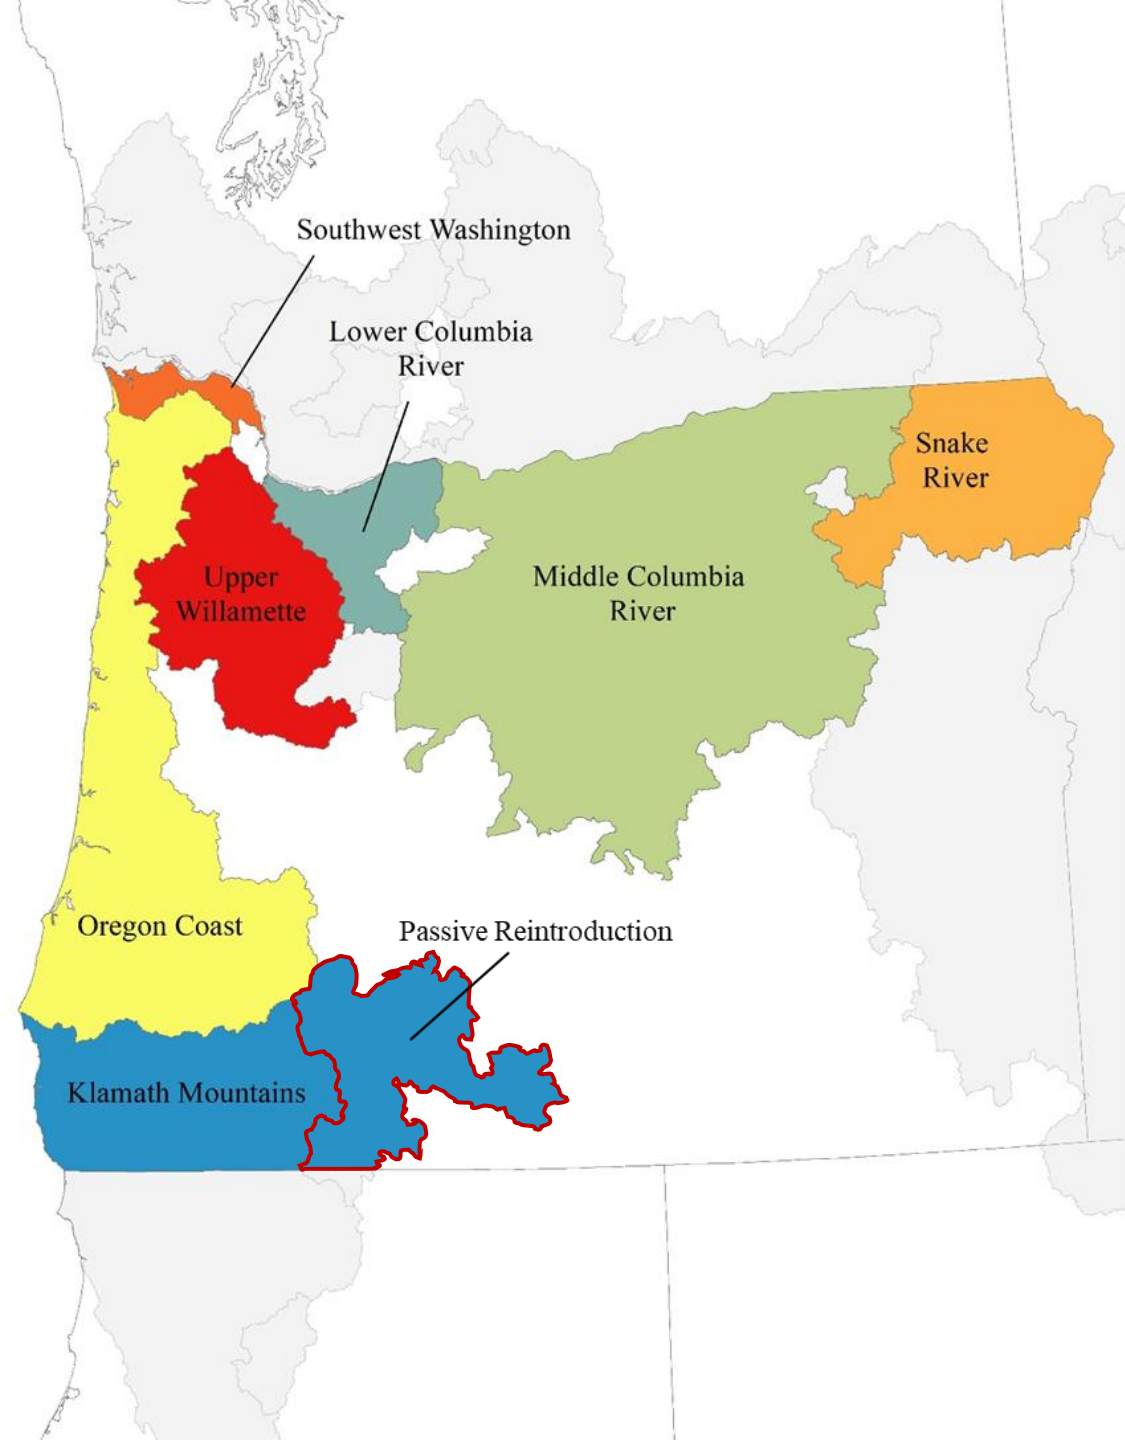 Southwest Washington
Lower Columbia
River
Snake
River
Upper
Willamette
Middle Columbia
River
Oregon Coast
Passive Reintroduction
Klamath Mountains